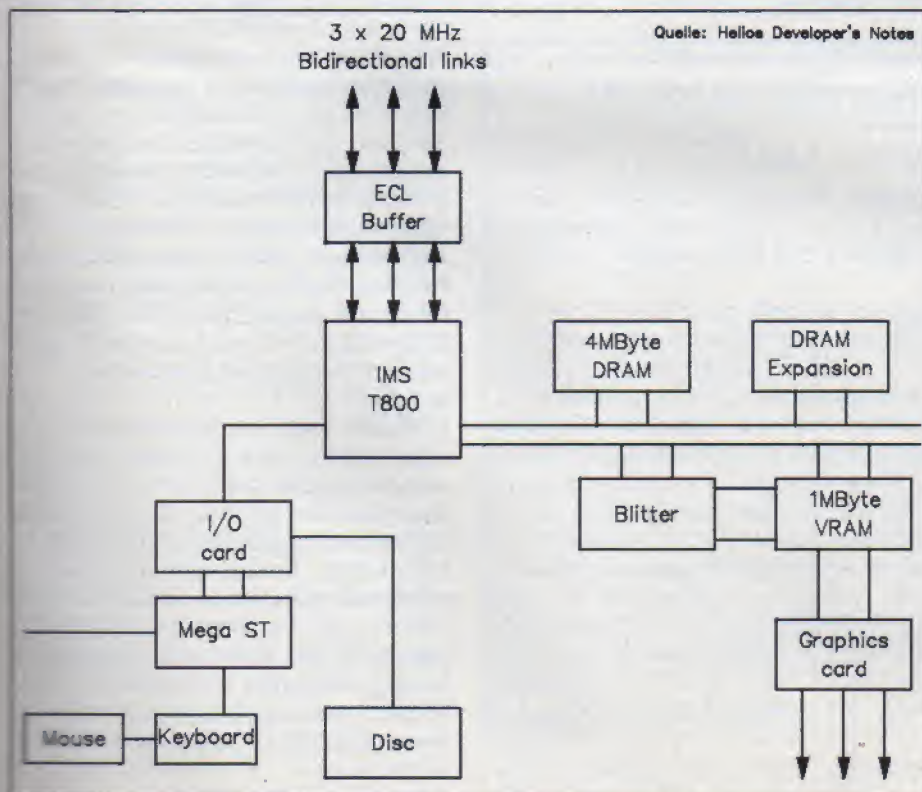 3 x 20 MHz
Bidirectional links
Quelle: Helios Developer's Notes
ECL
Buffer
IMS
T800
4MByte
DRAM
DRAM
Expansion
I/O
card
Blitter
1MByte
VRAM
Mega ST
Graphics
card
Mouse
Keyboard
Disc